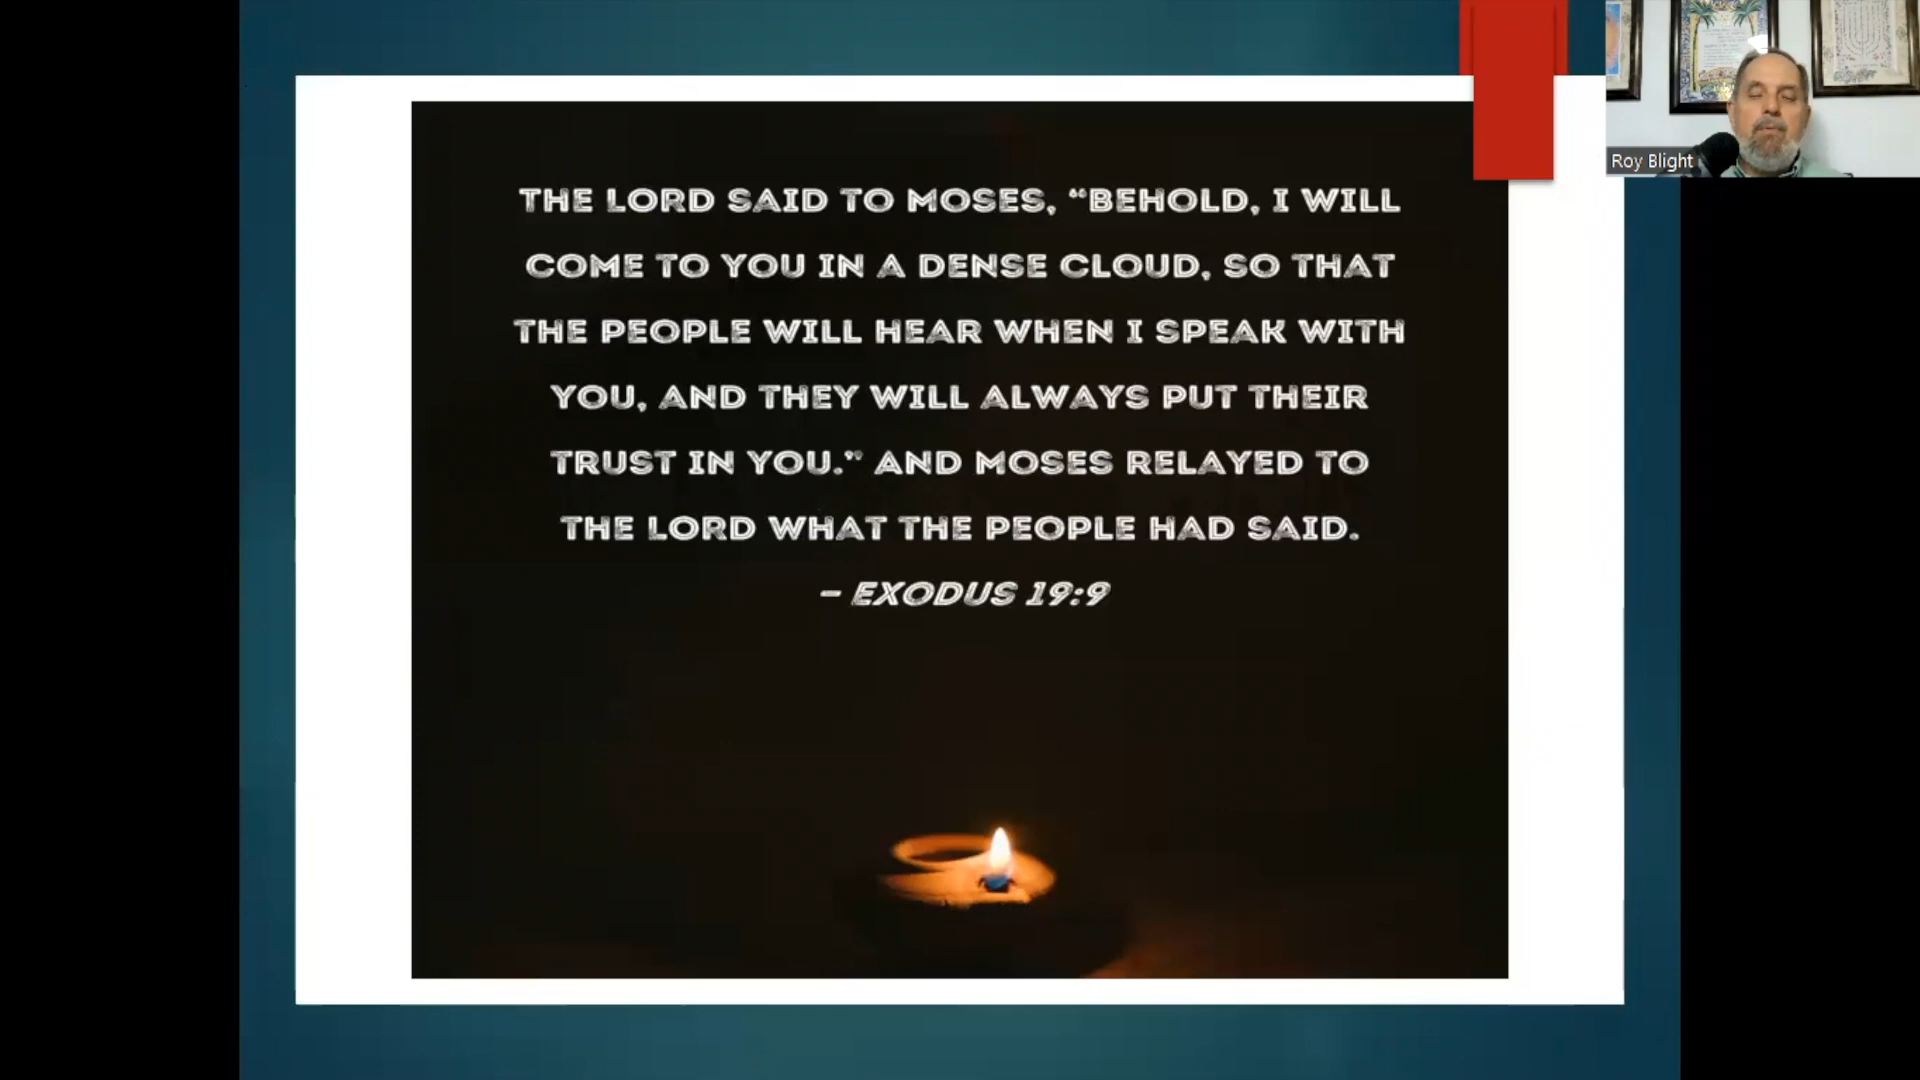 THE LORD SAID TO MOSES, “BEHOLD, I WILL
COME TO YOU IN A DENSE CLOUD, SO THAT
THE PEOPLE WILL HEAR WHEN I SPEAK WITH
YOU, AND THEY WILL ALWAYS PUT THEIR
TRUST IN YOU.” AND MOSES RELAYED TO
THE LORD WHAT THE PEOPLE HAD SAID.
– EXODUS 19:9
Roy Blight